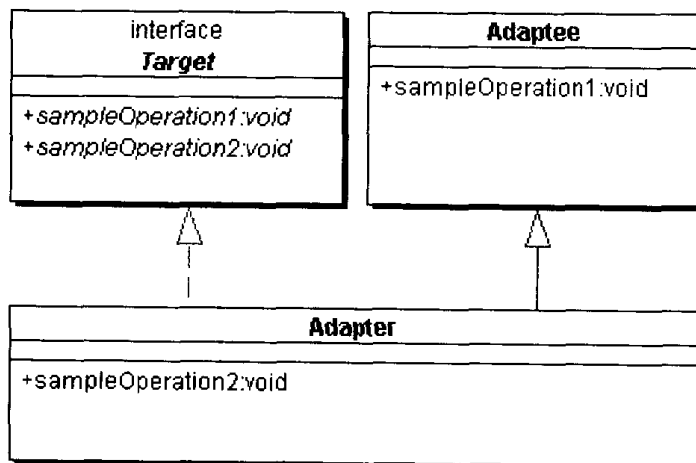 interface
Target
+sampleOperation1:void
+sampleOperation2:void
Adaptee
+sampleOperation1:void
Adapter
+sampleOperation2:void